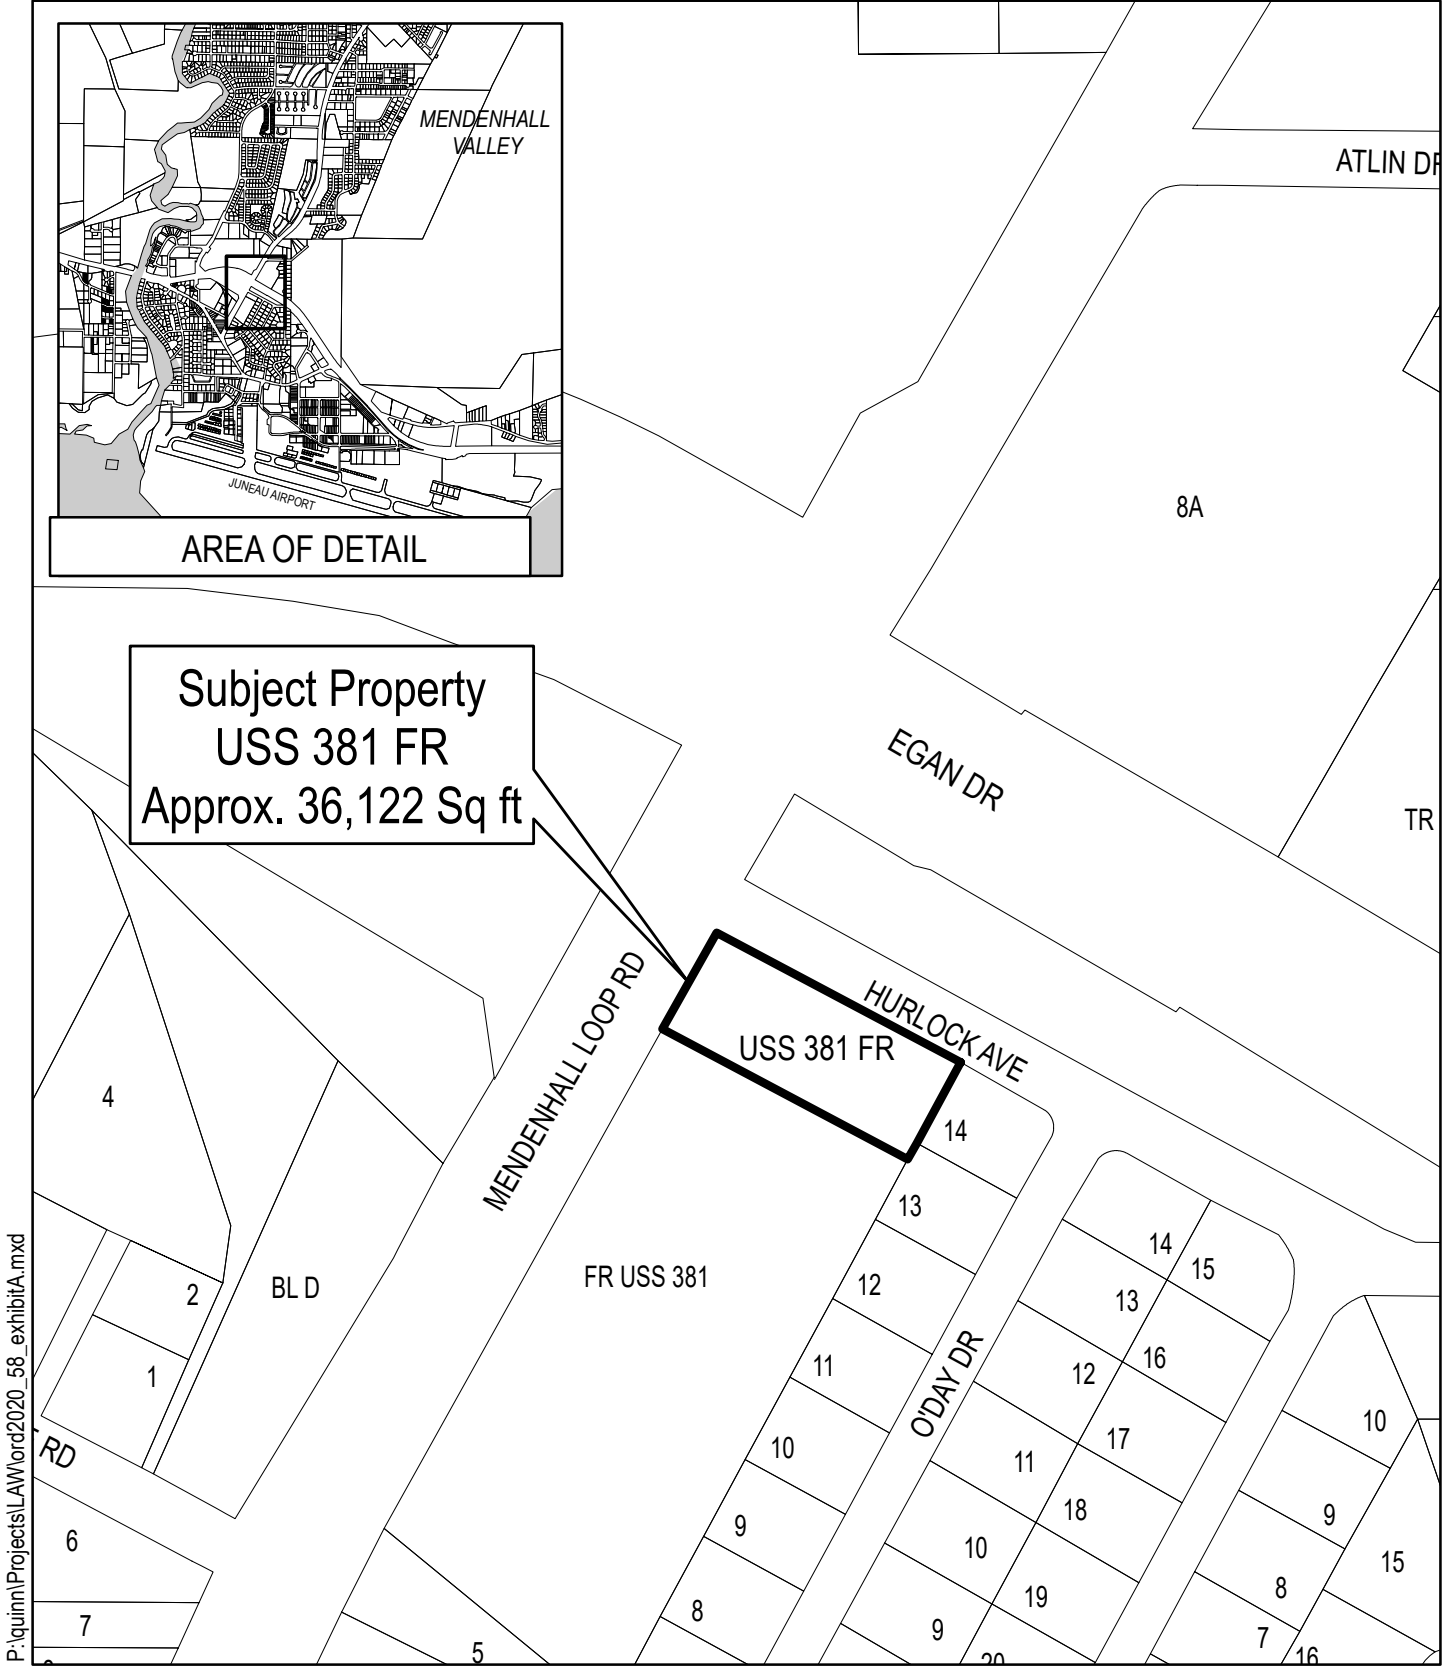 MENDENHALL
VALLEY
JUNEAU AIRPORT
AREA OF DETAIL
ATLIN
8A
Subject Property
USS 381 FR
Approx. 36,122 Sq ft
EGAN DR
TR
MENDENHALL LOOP RD
HURLOCK AVE
USS 381 FR
4
14
13
12
11
10
9
8
FR USS 381
BL D
2
1
RD
6
7
5
O'DAY DR
14
13
12
11
10
9
15
16
17
18
19
20
10
9
8
7
15
16
P:\quinn\Projects\LAW\ord2020_58_exhibitA.mxd